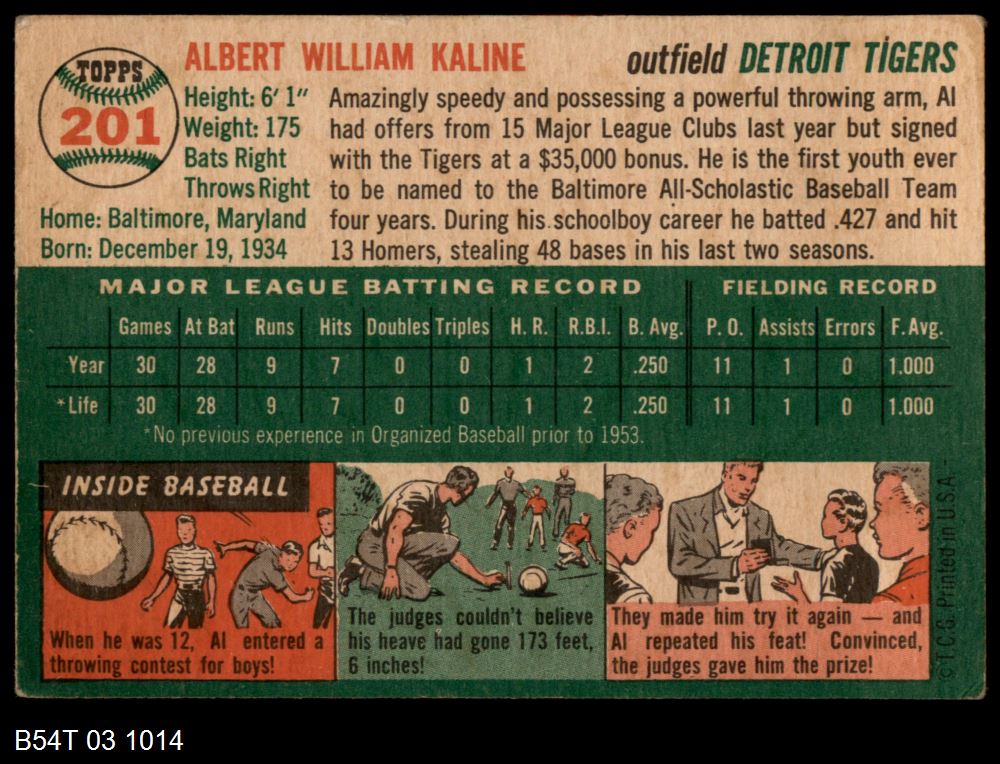 TOPPS
201
ALBERT WILLIAM KALINE
outfield DETROIT TIGERS
Height: 6' 1"
Weight: 175
Bats Right
Throws Right
Home: Baltimore, Maryland
Born: December 19, 1934
Amazingly speedy and possessing a powerful throwing arm, Al
had offers from 15 Major League Clubs last year but signed
with the Tigers at a $35,000 bonus. He is the first youth ever
to be named to the Baltimore All-Scholastic Baseball Team
four years. During his schoolboy career he batted .427 and hit
13 Homers, stealing 48 bases in his last two seasons.
MAJOR LEAGUE BATTING RECORD FIELDING RECORD
Games At Bat Runs Hits Doubles Triples H. R. R.B.I. B. Avg. P. O. Assists Errors F. Avg.
Year 30 28 9 7 0 0 1 2 .250 11 1 0 1.000
*Life 30 28 9 7 0 0 1 2 .250 11 1 0 1.000
*No previous experience in Organized Baseball prior to 1953.
INSIDE BASEBALL
When he was 12, Al entered a
throwing contest for boys!
The judges couldn't believe
his heave had gone 173 feet,
6 inches!
They made him try it again — and
Al repeated his feat! Convinced,
the judges gave him the prize!
© T.C.G. Printed in U.S.A.
B54T 03 1014